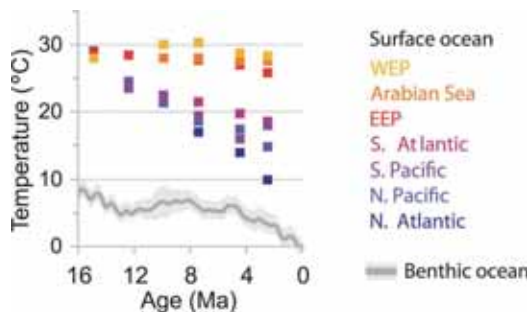 30
20
10
0
Temperature (°C)
16 12 8 4 0
Age (Ma)
Surface ocean
WEP
Arabian Sea
EEP
S. Atlantic
S. Pacific
N. Pacific
N. Atlantic
Benthic ocean